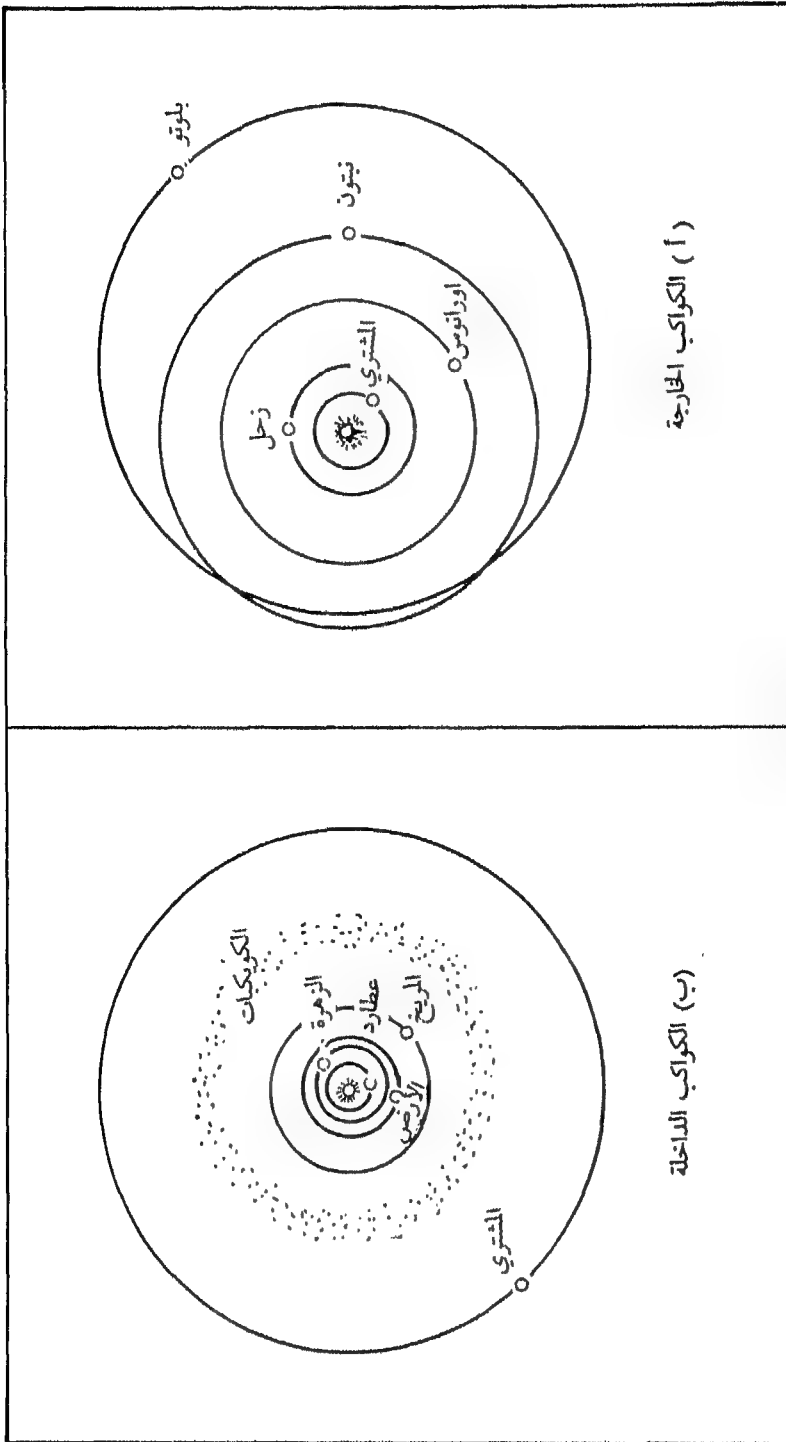 بلوتو
نبتون
اورانوس
المشتري
زحل
(أ) الكواكب الخارجة
الكويكبات
الزهرة
عطارد
المريخ
الأرض
المشتري
(ب) الكواكب الداخلة